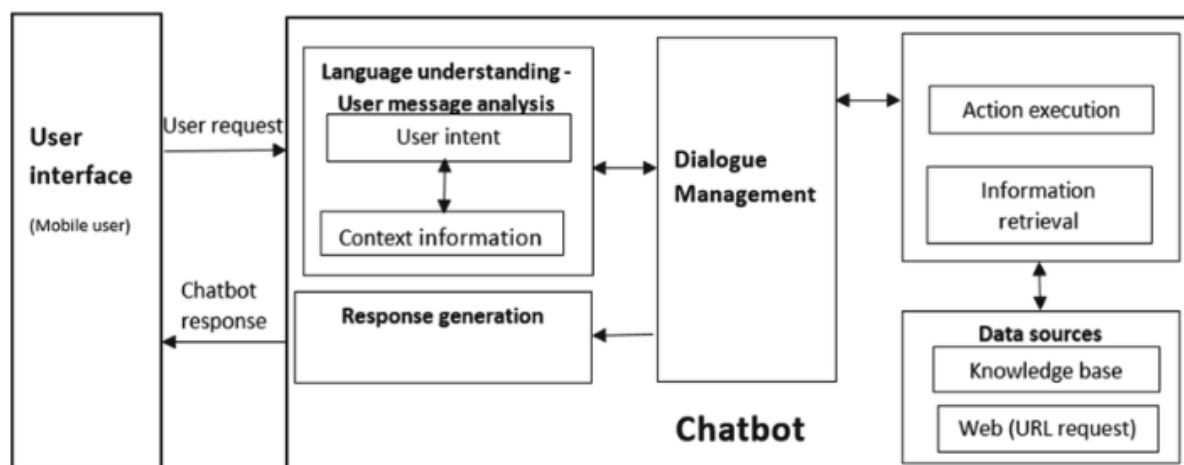 User
interface
(Mobile user)
User request
Chatbot
response
Language understanding -
User message analysis
User intent
Context information
Response generation
Dialogue
Management
Action execution
Information
retrieval
Data sources
Knowledge base
Web (URL request)
Chatbot